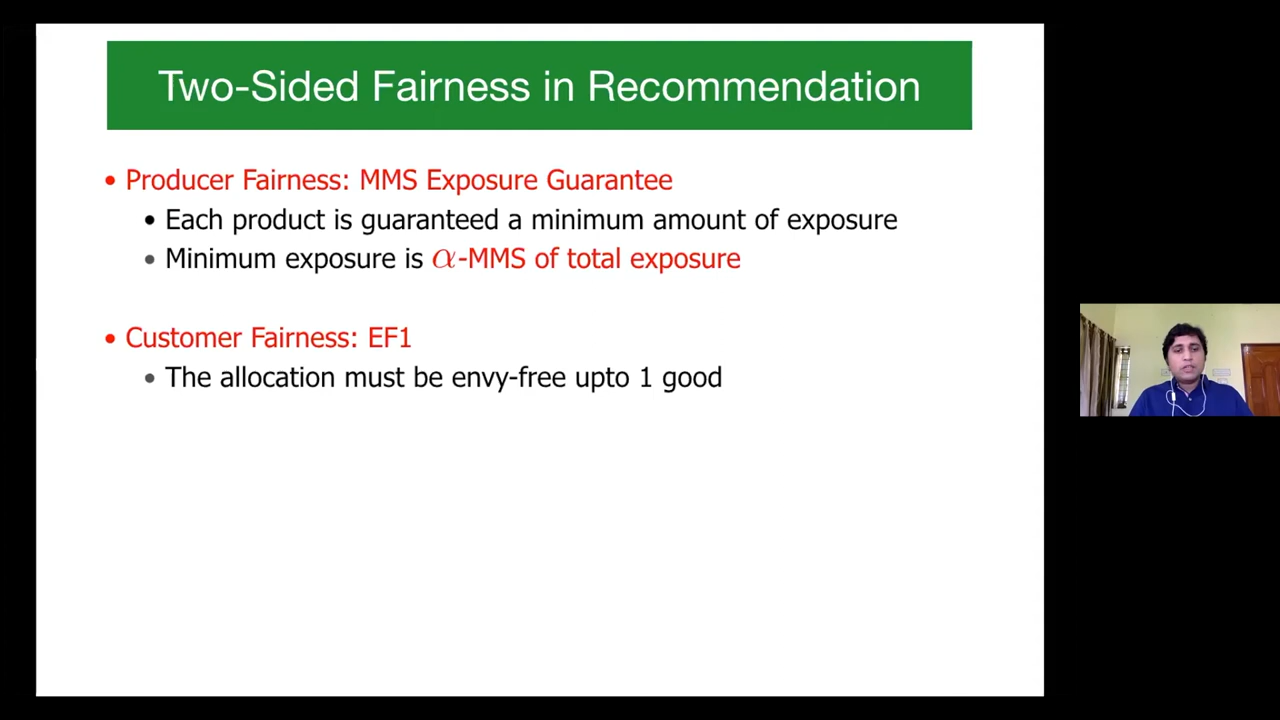 Two-Sided Fairness in Recommendation
• Producer Fairness: MMS Exposure Guarantee
• Each product is guaranteed a minimum amount of exposure
• Minimum exposure is α-MMS of total exposure
• Customer Fairness: EF1
• The allocation must be envy-free upto 1 good